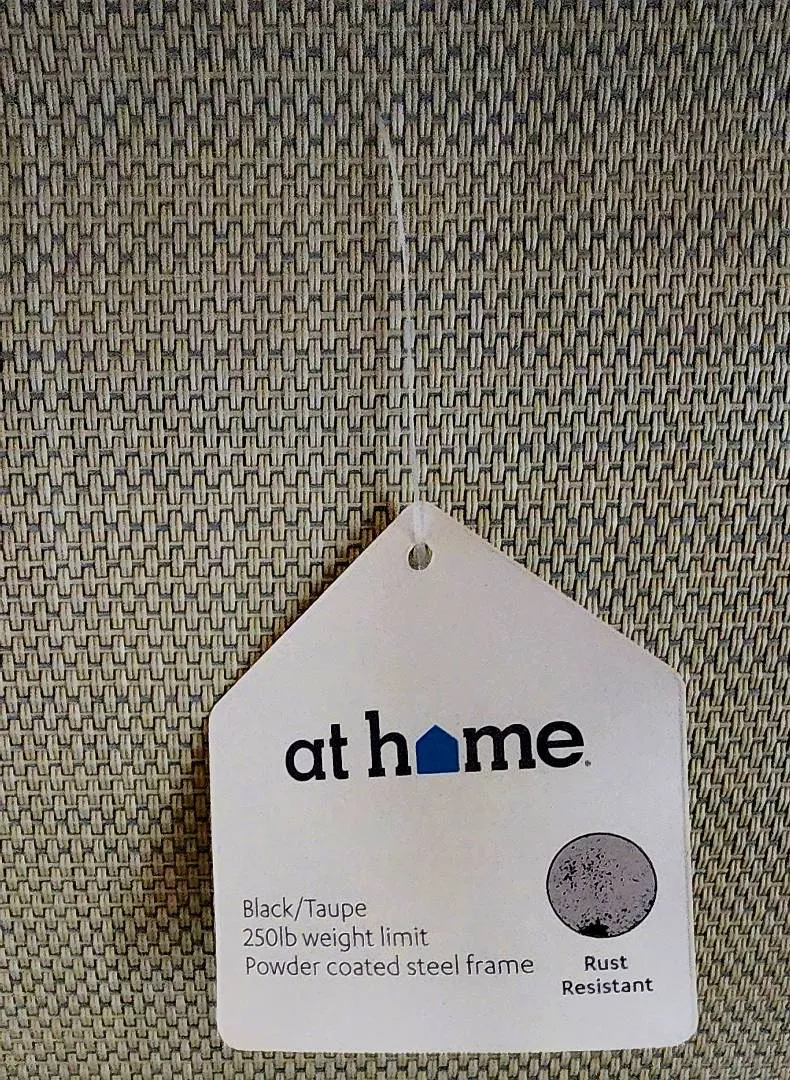 at home
Black/Taupe
250lb weight limit
Powder coated steel frame
Rust
Resistant